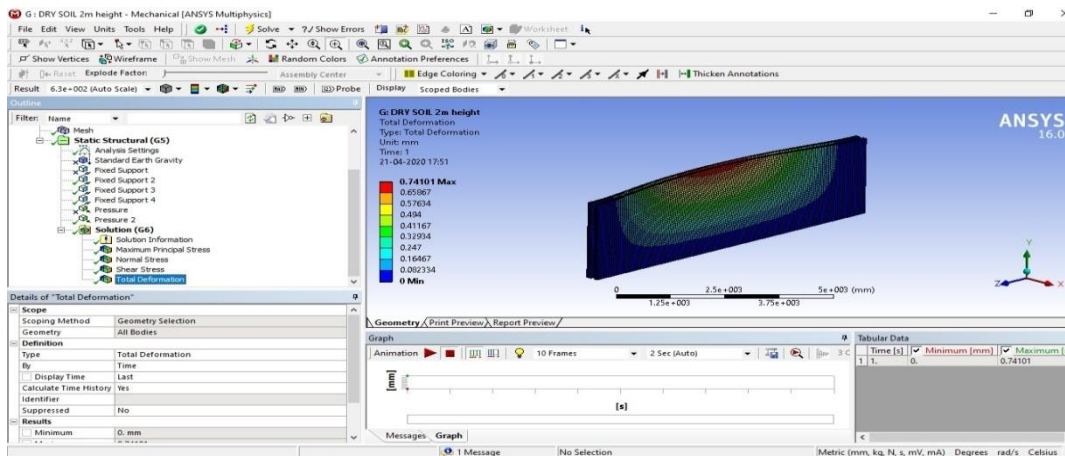 G : DRY SOIL 2m height - Mechanical [ANSYS Multiphysics]
File Edit View Units Tools Help Solve ?/ Show Errors Worksheet
Show Vertices Wireframe Show Mesh Random Colors Annotation Preferences
Reset Explode Factor: Assembly Center Edge Coloring Thicken Annotations
Result 6.3e+002 (Auto Scale) Probe Display Scoped Bodies
Outline
Filter: Name
Mesh
Static Structural (G5)
Analysis Settings
Standard Earth Gravity
Fixed Support
Fixed Support 2
Fixed Support 3
Fixed Support 4
Pressure
Pressure 2
Solution (G6)
Solution Information
Maximum Principal Stress
Normal Stress
Shear Stress
Total Deformation
Details of "Total Deformation"
Scope
Scoping Method Geometry Selection
Geometry All Bodies
Definition
Type Total Deformation
By Time
Display Time Last
Calculate Time History Yes
Identifier
Suppressed No
Results
Minimum 0. mm
G: DRY SOIL 2m height
Total Deformation
Type: Total Deformation
Unit: mm
Time: 1
21-04-2020 17:51
0.74101 Max
0.65867
0.57634
0.494
0.41167
0.32934
0.247
0.16467
0.082334
0 Min
ANSYS
16.0
Y
Z X
0 2.5e+003 5e+003 (mm)
1.25e+003 3.75e+003
Geometry Print Preview Report Preview
Graph
Animation 10 Frames 2 Sec (Auto) 3 C
[mm]
[s]
Messages Graph
Tabular Data
Time [s] Minimum [mm] Maximum [
1 1. 0. 0.74101
1 Message No Selection Metric (mm, kg, N, s, mV, mA) Degrees rad/s Celsius